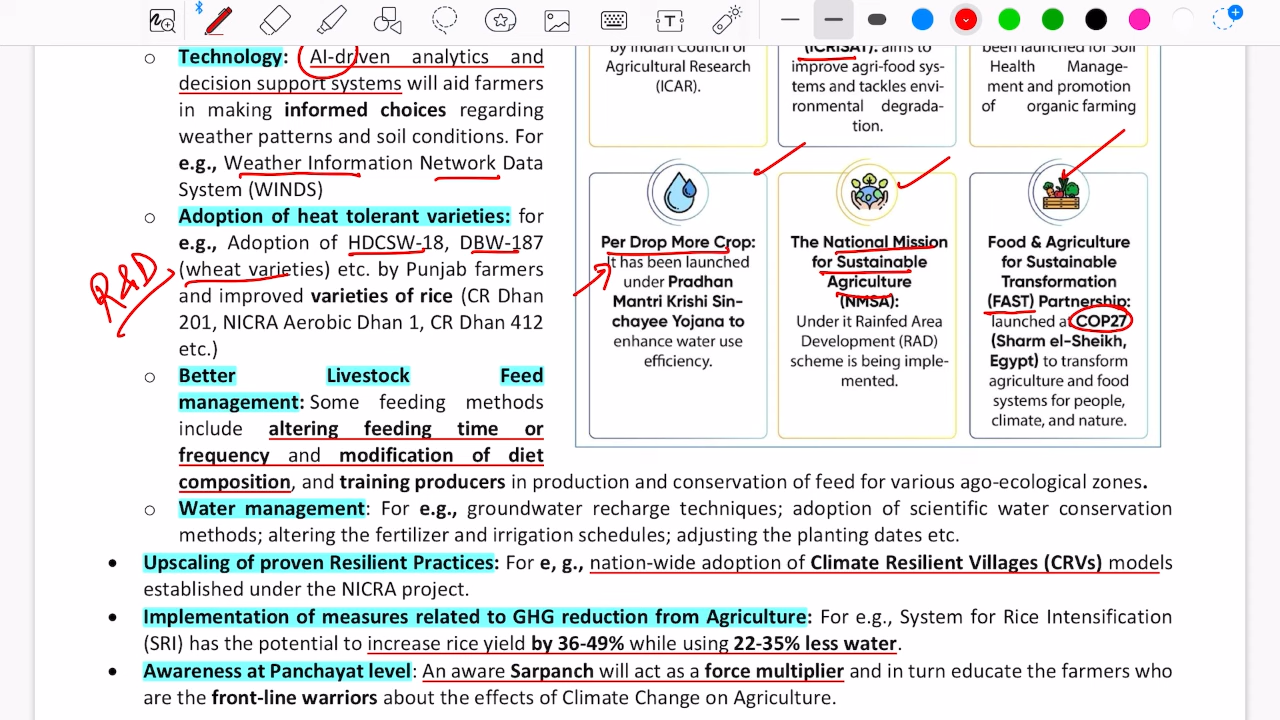 Technology: AI-driven analytics and
decision support systems will aid farmers
in making informed choices regarding
weather patterns and soil conditions. For
e.g., Weather Information Network Data
System (WINDS)
Adoption of heat tolerant varieties: for
e.g., Adoption of HDCSW-18, DBW-187
(wheat varieties) etc. by Punjab farmers
and improved varieties of rice (CR Dhan
201, NICRA Aerobic Dhan 1, CR Dhan 412
etc.)
R&D
Better Livestock Feed
management: Some feeding methods
include altering feeding time or
frequency and modification of diet
composition, and training producers in production and conservation of feed for various ago-ecological zones.
by Indian Council of
Agricultural Research
(ICAR).
(ICRISAT): aims to
improve agri-food sys-
tems and tackles envi-
ronmental degrada-
tion.
been launched for Soil
Health Manage-
ment and promotion
of organic farming
Per Drop More Crop:
It has been launched
under Pradhan
Mantri Krishi Sin-
chayee Yojana to
enhance water use
efficiency.
The National Mission
for Sustainable
Agriculture
(NMSA):
Under it Rainfed Area
Development (RAD)
scheme is being imple-
mented.
Food & Agriculture
for Sustainable
Transformation
(FAST) Partnership:
launched at COP27
(Sharm el-Sheikh,
Egypt) to transform
agriculture and food
systems for people,
climate, and nature.
Water management: For e.g., groundwater recharge techniques; adoption of scientific water conservation
methods; altering the fertilizer and irrigation schedules; adjusting the planting dates etc.
Upscaling of proven Resilient Practices: For e, g., nation-wide adoption of Climate Resilient Villages (CRVs) models
established under the NICRA project.
Implementation of measures related to GHG reduction from Agriculture: For e.g., System for Rice Intensification
(SRI) has the potential to increase rice yield by 36-49% while using 22-35% less water.
Awareness at Panchayat level: An aware Sarpanch will act as a force multiplier and in turn educate the farmers who
are the front-line warriors about the effects of Climate Change on Agriculture.